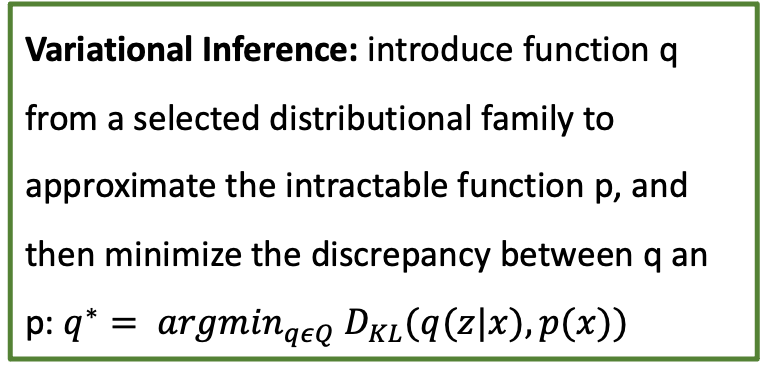 Variational Inference: introduce function q
from a selected distributional family to
approximate the intractable function p, and
then minimize the discrepancy between q an
p: q* = argmin_{qϵQ} D_{KL}(q(z|x), p(x))